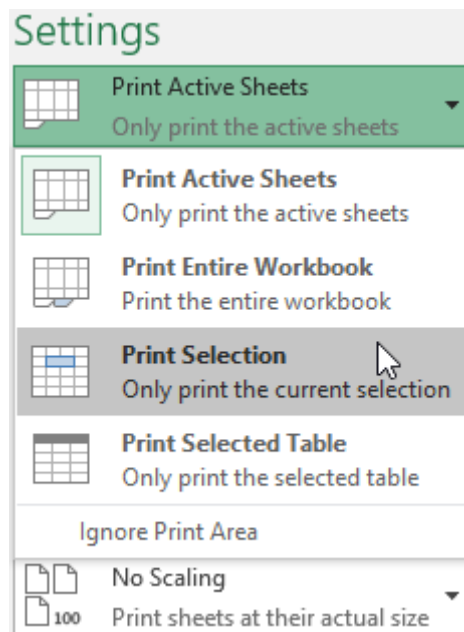 Settings
Print Active Sheets
Only print the active sheets
Print Active Sheets
Only print the active sheets
Print Entire Workbook
Print the entire workbook
Print Selection
Only print the current selection
Print Selected Table
Only print the selected table
Ignore Print Area
No Scaling
100 Print sheets at their actual size